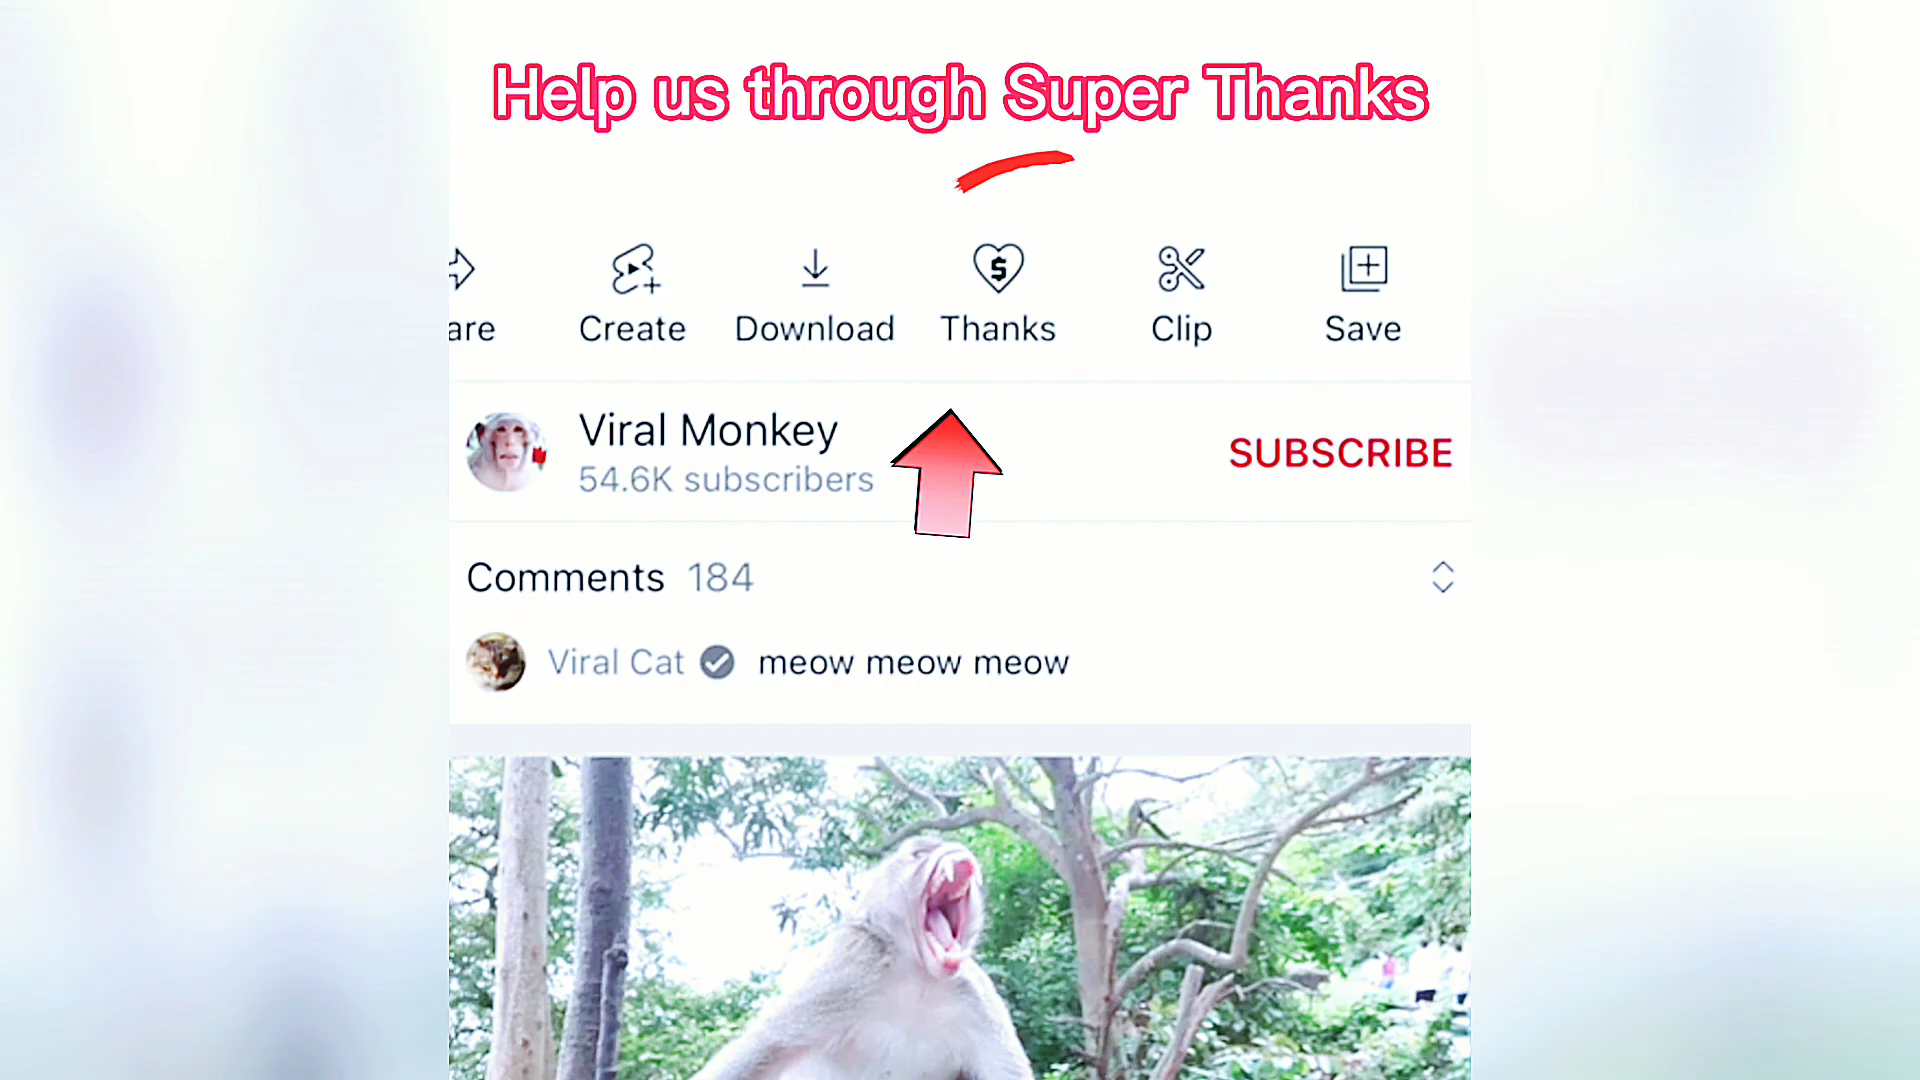 Help us through Super Thanks
are Create Download Thanks Clip Save
Viral Monkey
54.6K subscribers
SUBSCRIBE
Comments 184
Viral Cat meow meow meow